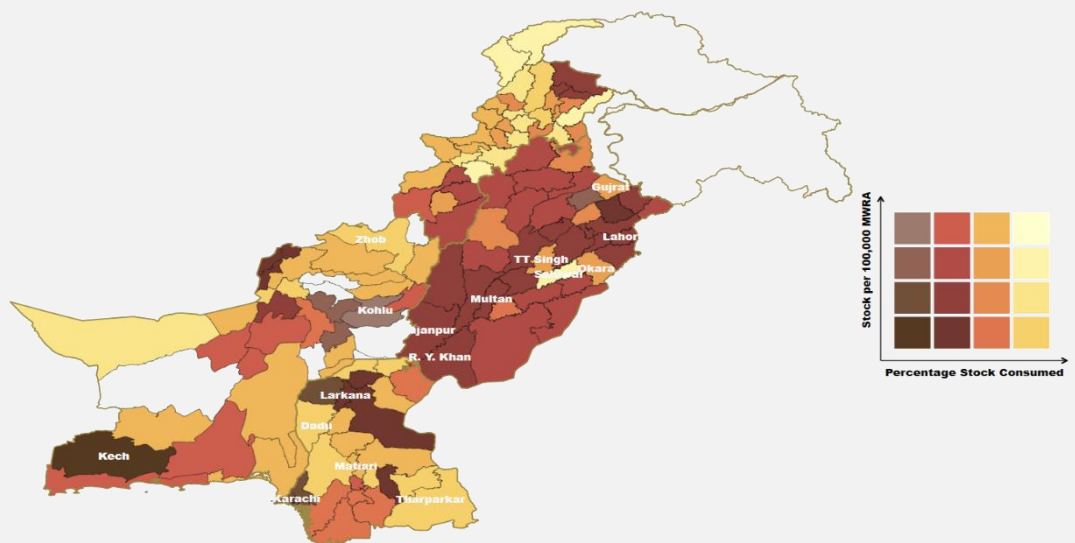 Gujrat
Lahor
Zhob
TT.Singh
Okara
Multan
Kohlu
ajanpur
R. Y. Khan
Larkana
Dadu
Kech
Matiari
Karachi
Tharparkar
Stock per 100,000 MWRA
Percentage Stock Consumed